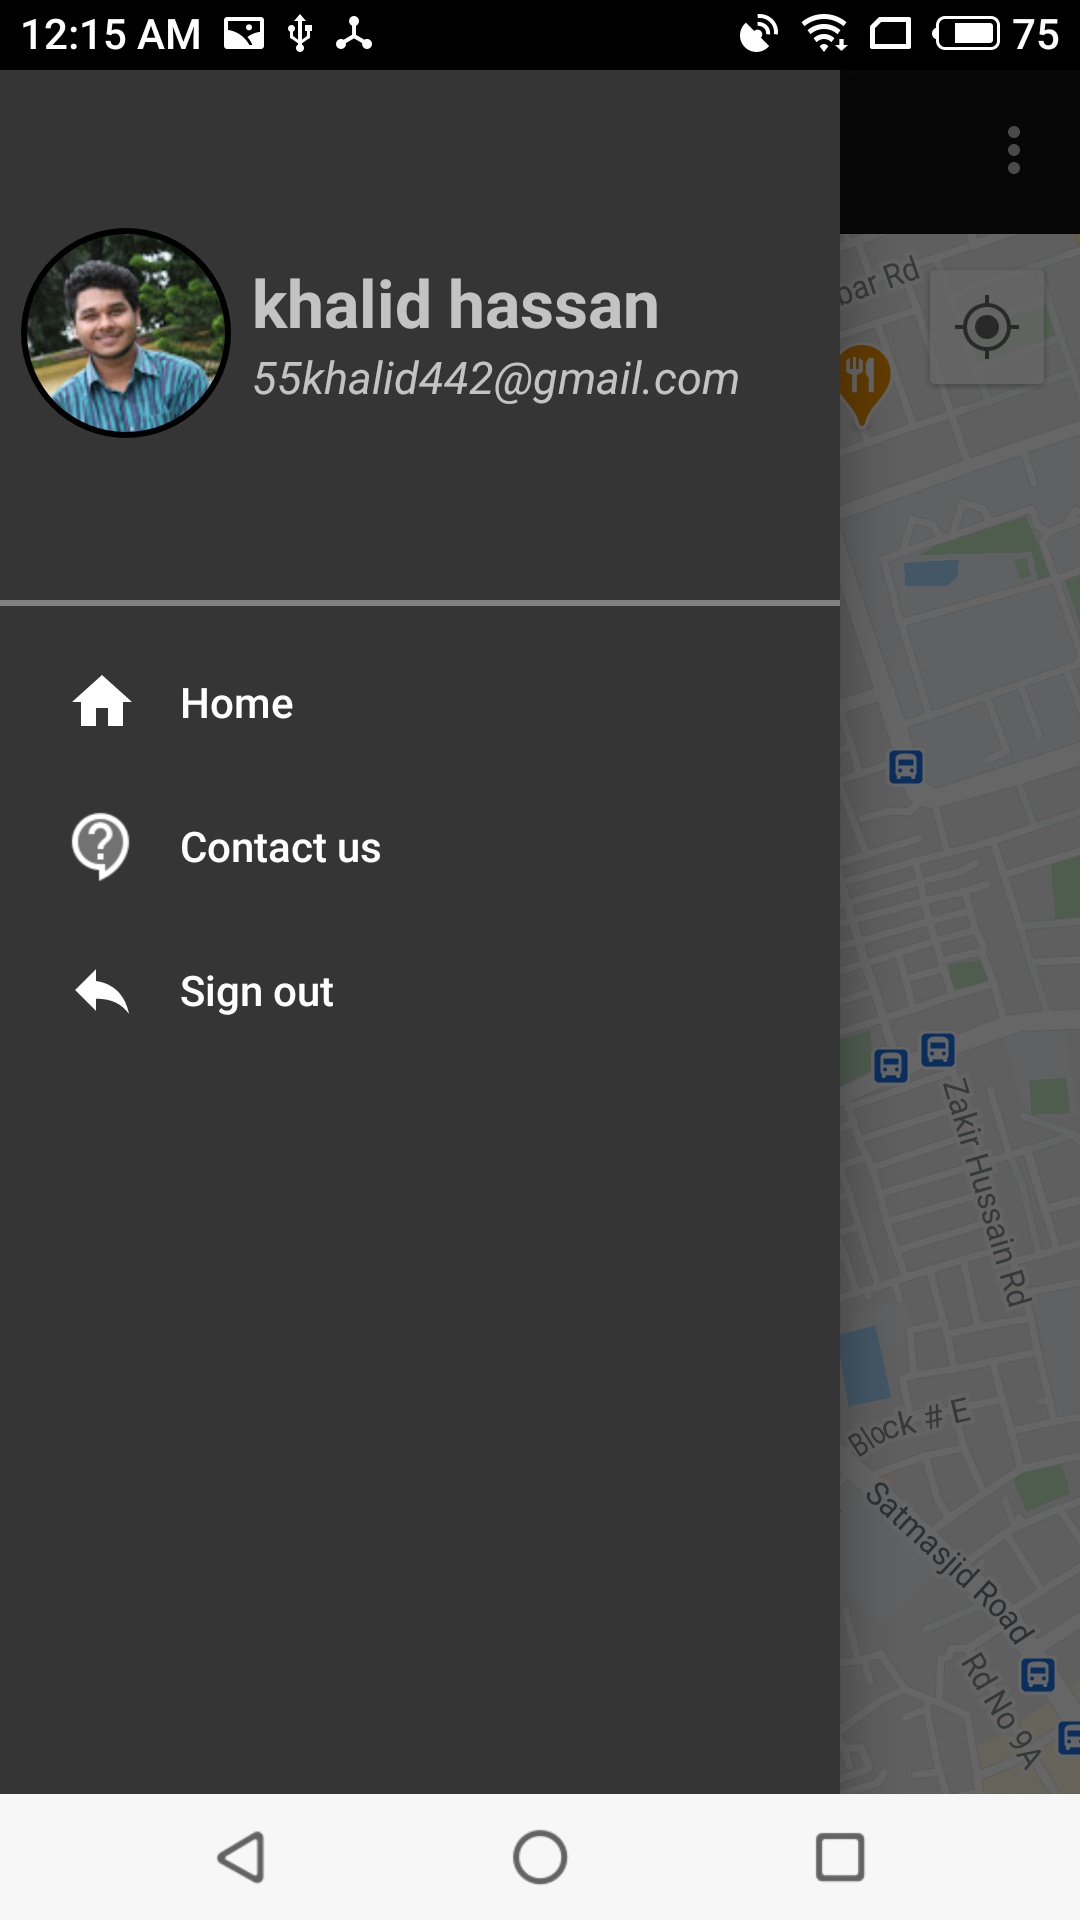 12:15 AM 75
khalid hassan
55khalid442@gmail.com
Home
Contact us
Sign out
bar Rd
Zakir Hussain Rd
Block # E
Satmasjid Road
Rd No 9A